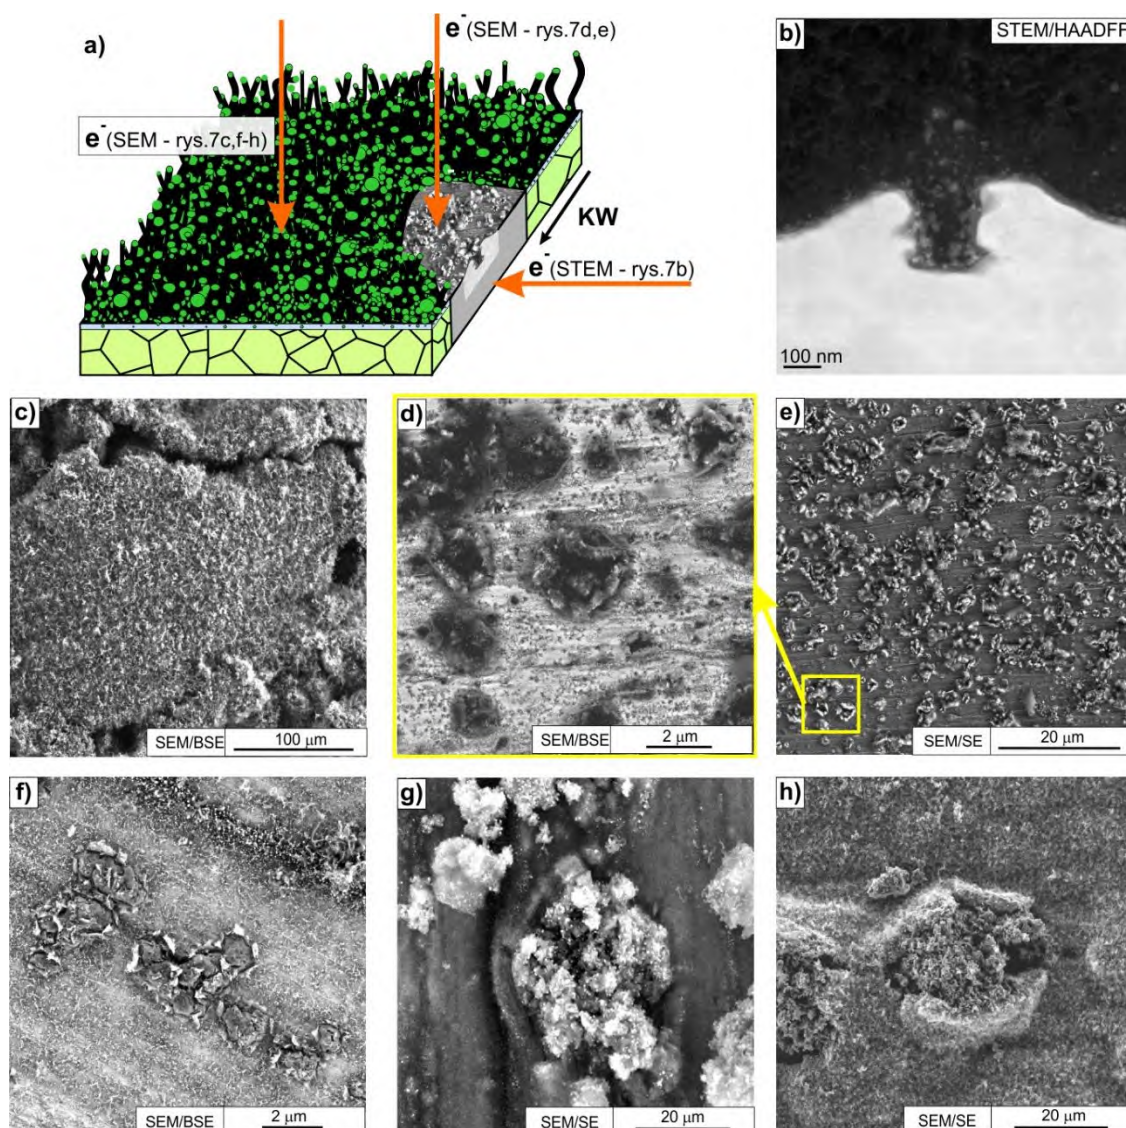 a)
e⁻(SEM - rys.7d,e)
e⁻(SEM - rys.7c,f-h)
KW
e⁻(STEM - rys.7b)
b)
STEM/HAADFF
100 nm
c)
SEM/BSE 100 μm
d)
SEM/BSE 2 μm
e)
SEM/SE 20 μm
f)
SEM/BSE 2 μm
g)
SEM/SE 20 μm
h)
SEM/SE 20 μm